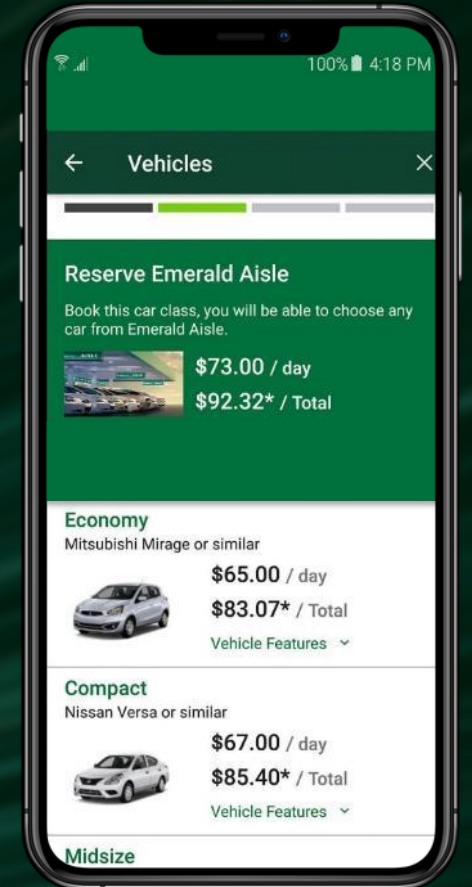 100% 4:18 PM
Vehicles
Reserve Emerald Aisle
Book this car class, you will be able to choose any
car from Emerald Aisle.
$73.00 / day
$92.32* / Total
Economy
Mitsubishi Mirage or similar
$65.00 / day
$83.07* / Total
Vehicle Features
Compact
Nissan Versa or similar
$67.00 / day
$85.40* / Total
Vehicle Features
Midsize